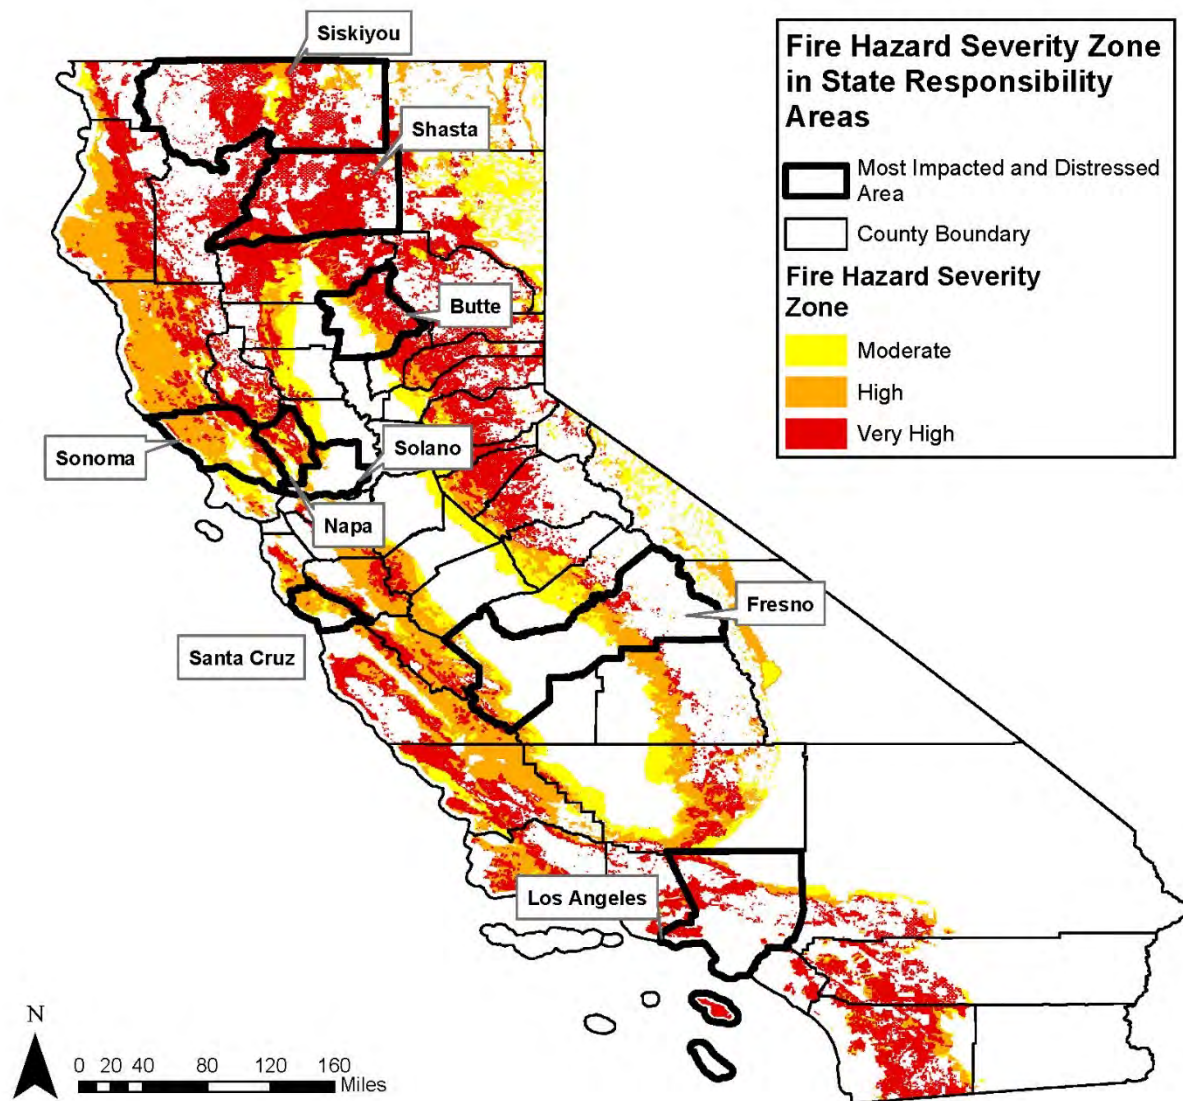 Siskiyou
Shasta
Butte
Sonoma
Solano
Napa
Fresno
Santa Cruz
Los Angeles
Fire Hazard Severity Zone
in State Responsibility
Areas
Most Impacted and Distressed
Area
County Boundary
Fire Hazard Severity
Zone
Moderate
High
Very High
N
0 20 40 80 120 160
Miles